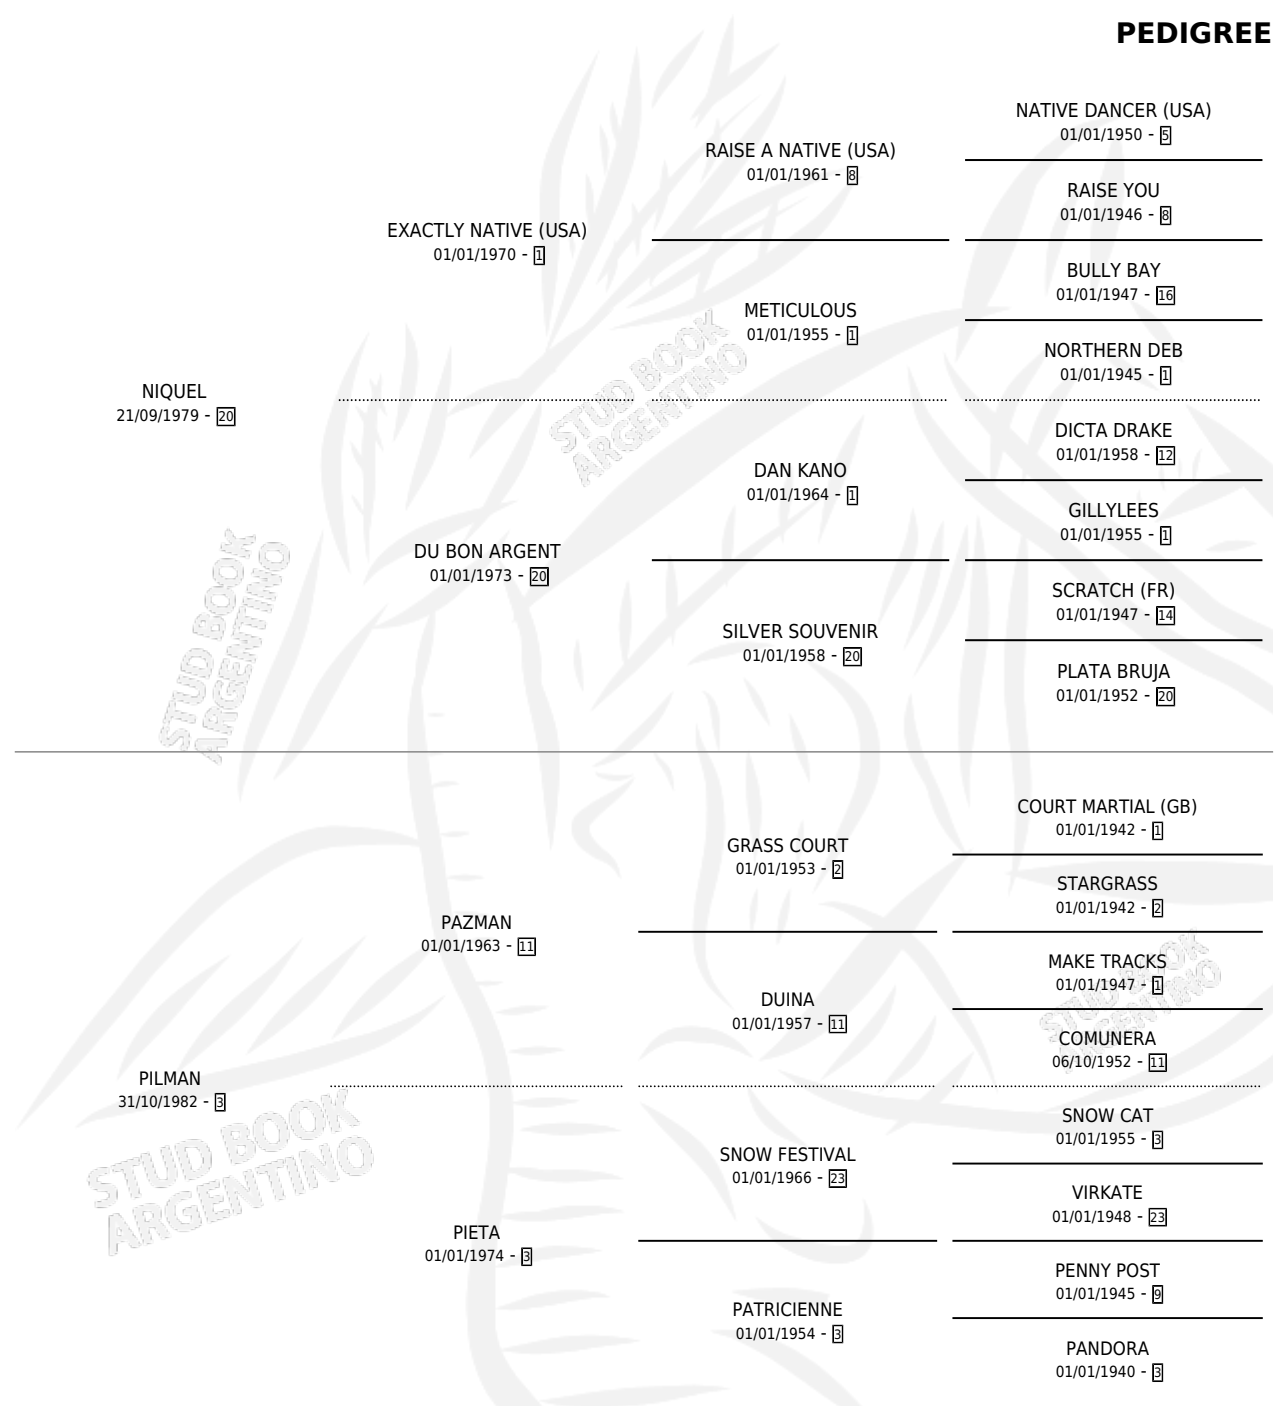 PEDIGREE
NATIVE DANCER (USA)
01/01/1950 - 5
RAISE A NATIVE (USA)
01/01/1961 - 8
RAISE YOU
01/01/1946 - 8
EXACTLY NATIVE (USA)
01/01/1970 - 1
BULLY BAY
01/01/1947 - 16
METICULOUS
01/01/1955 - 1
NORTHERN DEB
01/01/1945 - 1
NIQUEL
21/09/1979 - 20
DICTA DRAKE
01/01/1958 - 12
DAN KANO
01/01/1964 - 1
GILLYLEES
01/01/1955 - 1
DU BON ARGENT
01/01/1973 - 20
SCRATCH (FR)
01/01/1947 - 14
SILVER SOUVENIR
01/01/1958 - 20
PLATA BRUJA
01/01/1952 - 20
STUD BOOK
ARGENTINO
STUD BOOK
ARGENTINO
COURT MARTIAL (GB)
01/01/1942 - 1
GRASS COURT
01/01/1953 - 2
STARGRASS
01/01/1942 - 2
PAZMAN
01/01/1963 - 11
MAKE TRACKS
01/01/1947 - 1
DUINA
01/01/1957 - 11
COMUNERA
06/10/1952 - 11
PILMAN
31/10/1982 - 3
SNOW CAT
01/01/1955 - 3
SNOW FESTIVAL
01/01/1966 - 23
VIRKATE
01/01/1948 - 23
PIETA
01/01/1974 - 3
PENNY POST
01/01/1945 - 9
PATRICIENNE
01/01/1954 - 3
PANDORA
01/01/1940 - 3
STUD BOOK
ARGENTINO
STUD BOOK
ARGENTINO